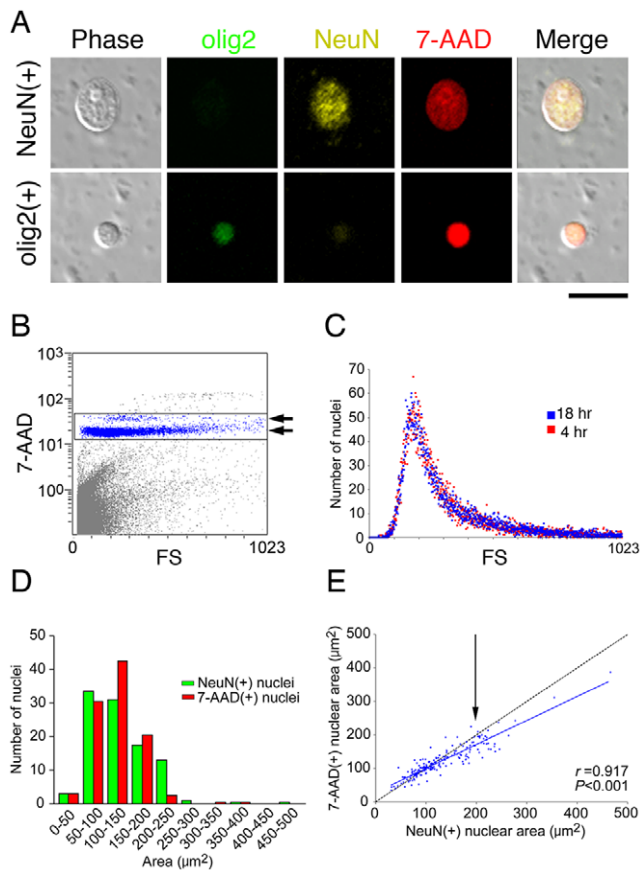 A
Phase olig2 NeuN 7-AAD Merge
NeuN(+)
olig2(+)
B
103
102
101
100
7-AAD
0 1023
FS
C
70
60
50
40
30
20
10
0
Number of nuclei
18 hr
4 hr
0 1023
FS
D
50
40
30
20
10
0
Number of nuclei
NeuN(+) nuclei
7-AAD(+) nuclei
0-50
50-100
100-150
150-200
200-250
250-300
300-350
350-400
400-450
450-500
Area (µm2)
E
500
400
300
200
100
0
7-AAD(+) nuclear area (µm2)
r=0.917
P<0.001
0 100 200 300 400 500
NeuN(+) nuclear area (µm2)